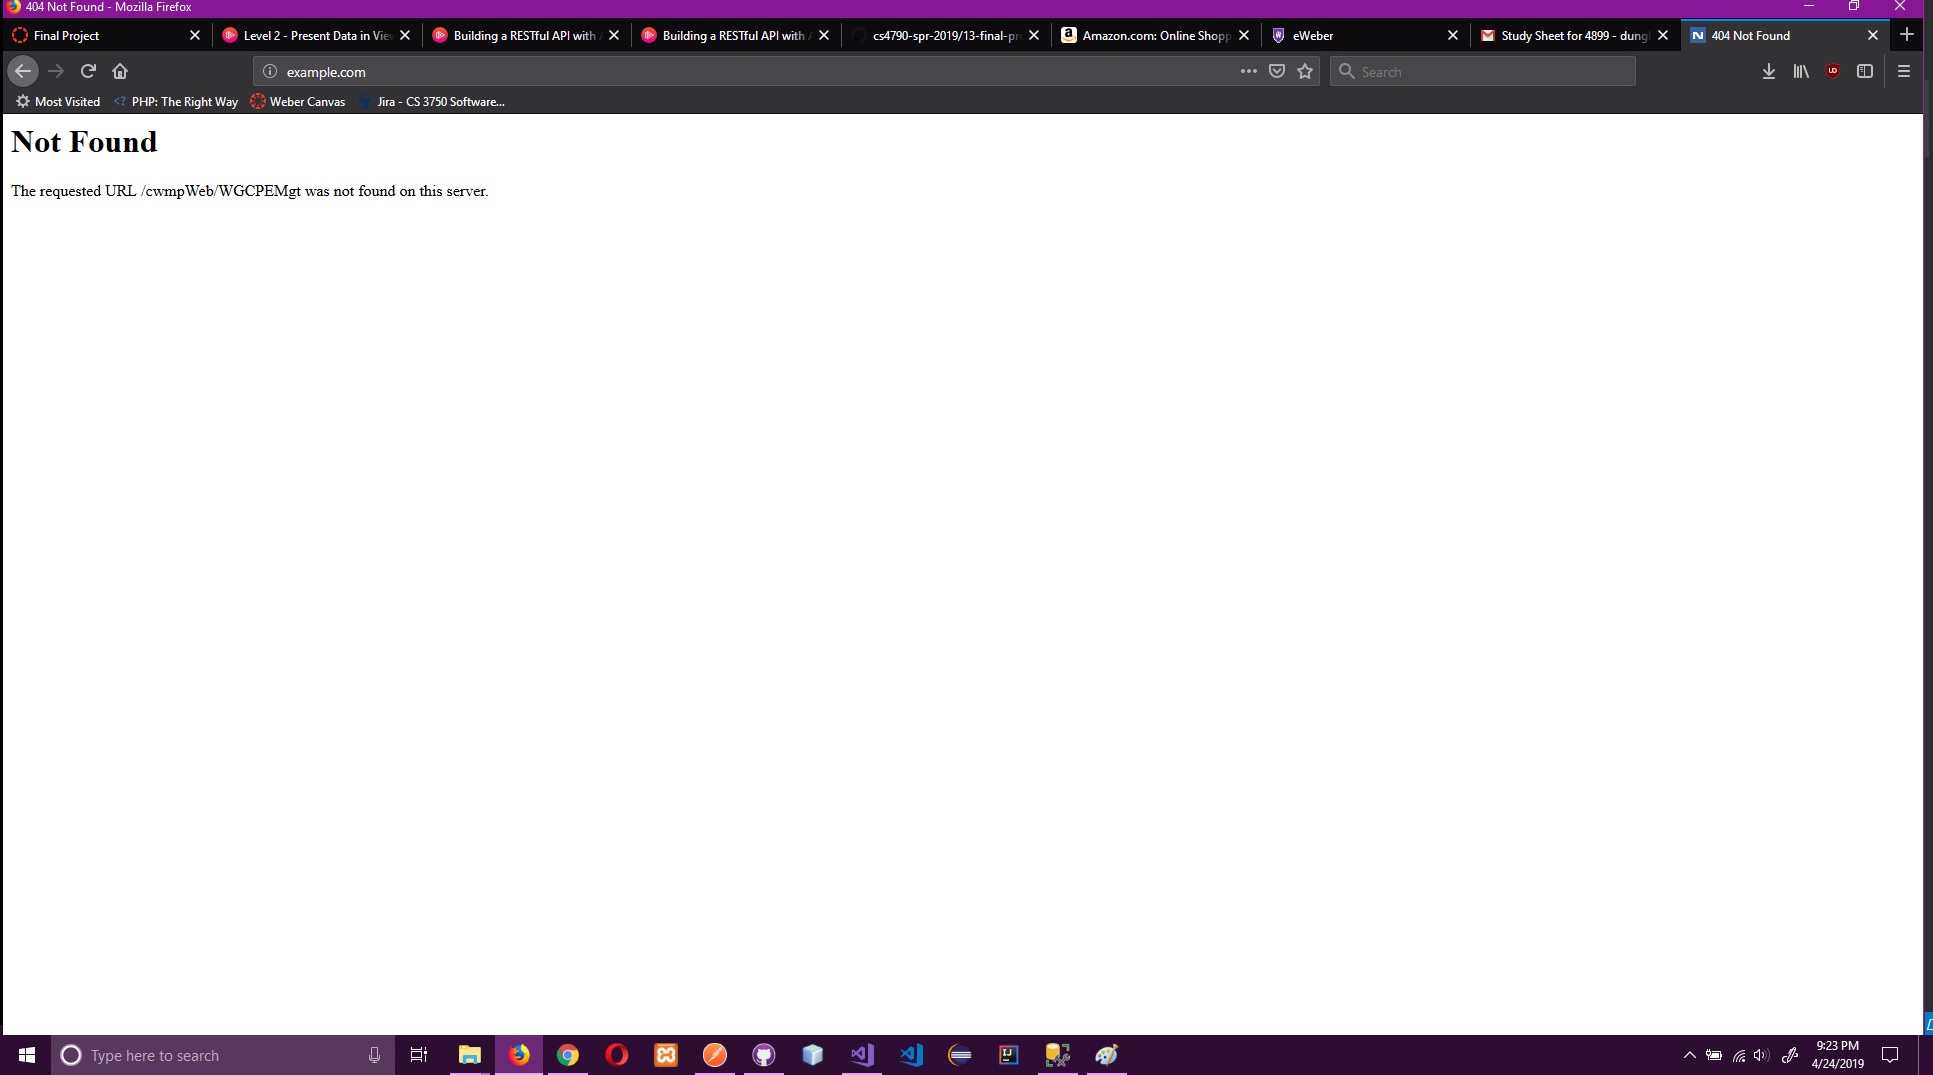 404 Not Found - Mozilla Firefox
Final Project
Level 2 - Present Data in Vie
Building a RESTful API with
Building a RESTful API with
cs4790-spr-2019/13-final-pr
Amazon.com: Online Shopp
eWeber
Study Sheet for 4899 - dung
404 Not Found
example.com
Search
Most Visited
PHP: The Right Way
Weber Canvas
Jira - CS 3750 Software...
Not Found
The requested URL /cwmpWeb/WGCPEMgt was not found on this server.
Type here to search
9:23 PM
4/24/2019